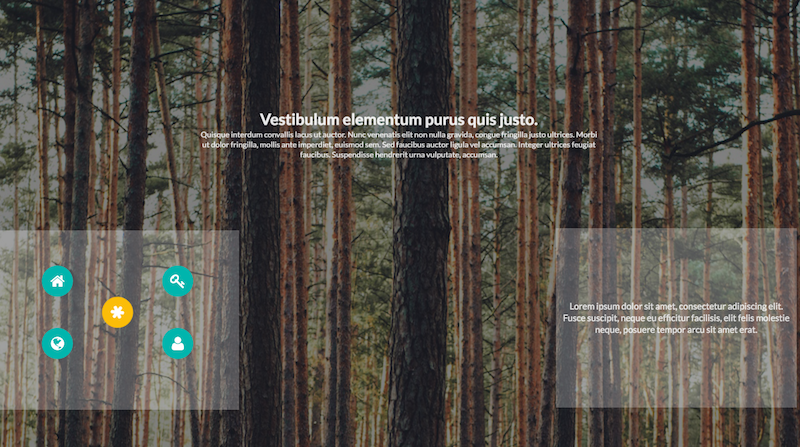 Vestibulum elementum purus quis justo.
Quisque interdum convallis lacus ut auctor. Nunc venenatis elit non nulla gravida, congue fringilla justo ultrices. Morbi
ut dolor fringilla, mollis ante imperdiet, euismod sem. Sed faucibus auctor ligula vel accumsan. Integer ultrices feugiat
faucibus. Suspendisse hendrerit urna vulputate, accumsan.
Lorem ipsum dolor sit amet, consectetur adipiscing elit.
Fusce suscipit, neque eu efficitur facilisis, elit felis molestie
neque, posuere tempor arcu sit amet erat.